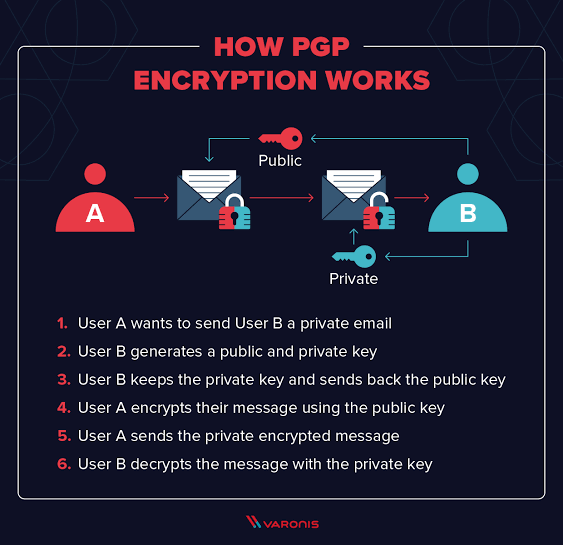 HOW PGP
ENCRYPTION WORKS
Public
A
B
Private
1. User A wants to send User B a private email
2. User B generates a public and private key
3. User B keeps the private key and sends back the public key
4. User A encrypts their message using the public key
5. User A sends the private encrypted message
6. User B decrypts the message with the private key
VARONIS